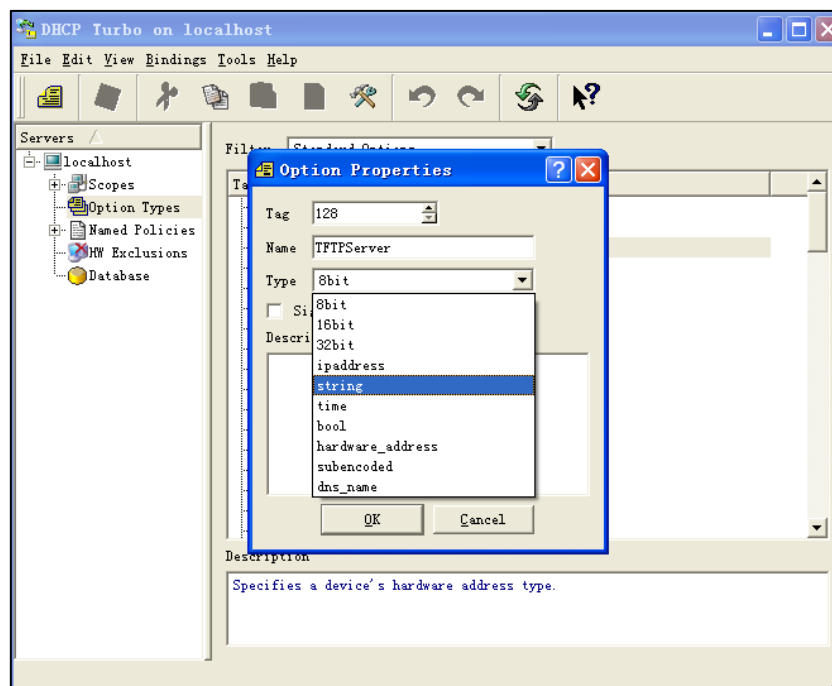 DHCP Turbo on localhost
File Edit View Bindings Tools Help
Servers
localhost
Scopes
Option Types
Named Policies
HW Exclusions
Database
Option Properties
Tag 128
Name TFTPServer
Type 8bit
8bit
16bit
32bit
ipaddress
string
time
bool
hardware_address
subencoded
dns_name
OK Cancel
Description
Specifies a device's hardware address type.